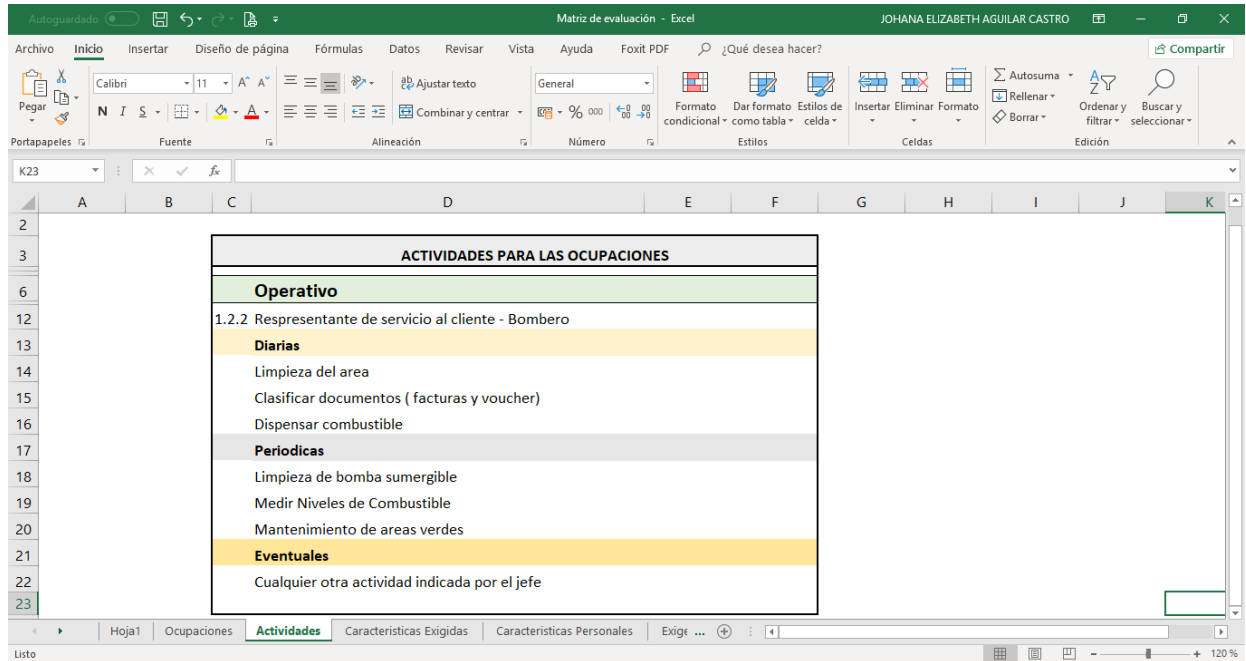 Autoguardado
Matriz de evaluación - Excel
JOHANA ELIZABETH AGUILAR CASTRO
Archivo Inicio Insertar Diseño de página Fórmulas Datos Revisar Vista Ayuda Foxit PDF ¿Qué desea hacer? Compartir
Pegar
Calibri 11
N I S
Ajustar texto
Combinar y centrar
General
% 000
Formato condicional
Dar formato como tabla
Estilos de celda
Insertar Eliminar Formato
Autosuma
Rellenar
Borrar
Ordenar y filtrar
Buscar y seleccionar
Portapapeles Fuente Alineación Número Estilos Celdas Edición
K23 fx
A B C D E F G H I J K
2
3 ACTIVIDADES PARA LAS OCUPACIONES
6 Operativo
12 1.2.2 Respresentante de servicio al cliente - Bombero
13 Diarias
14 Limpieza del area
15 Clasificar documentos ( facturas y voucher)
16 Dispensar combustible
17 Periodicas
18 Limpieza de bomba sumergible
19 Medir Niveles de Combustible
20 Mantenimiento de areas verdes
21 Eventuales
22 Cualquier otra actividad indicada por el jefe
23
Hoja1 Ocupaciones Actividades Caracteristicas Exigidas Caracteristicas Personales Exige ...
Listo 120 %